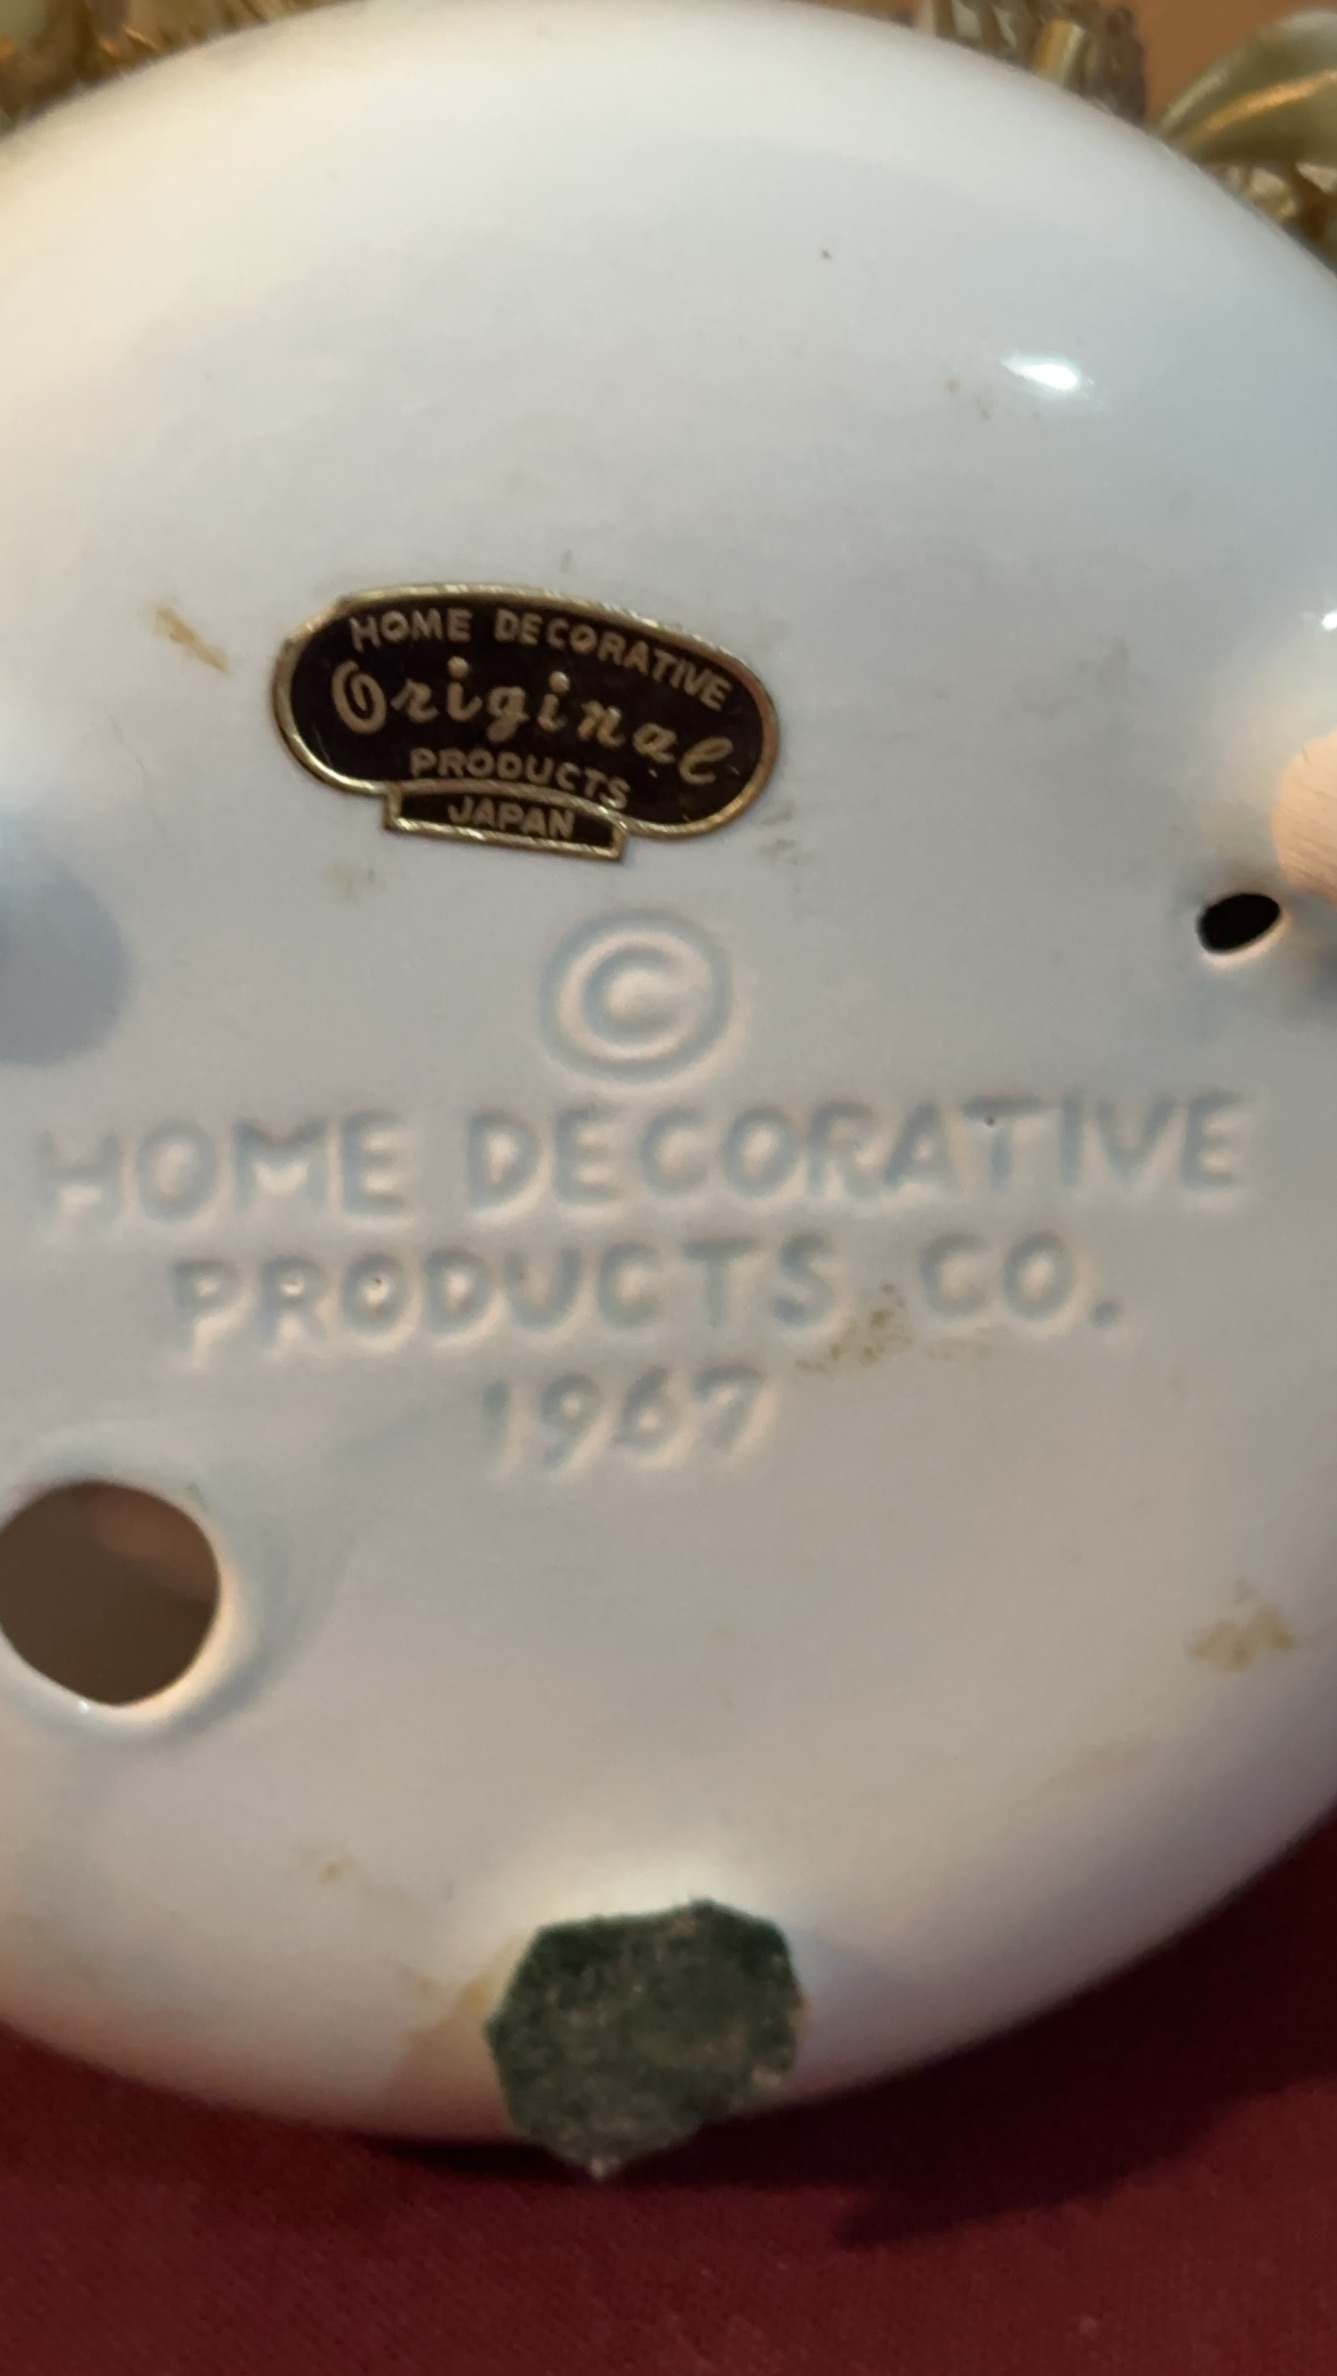 HOME DECORATIVE
Original
PRODUCTS
JAPAN
©
HOME DECORATIVE
PRODUCTS CO.
1967